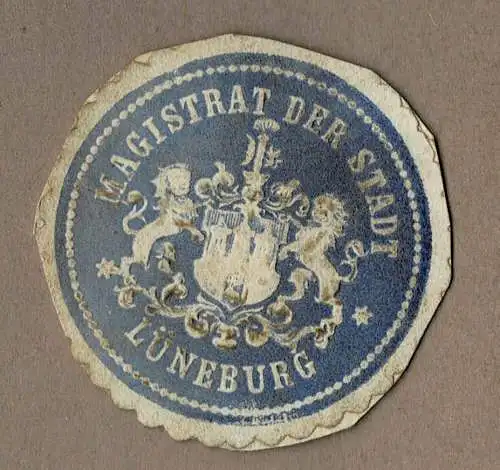 MAGISTRAT DER STADT
LÜNEBURG